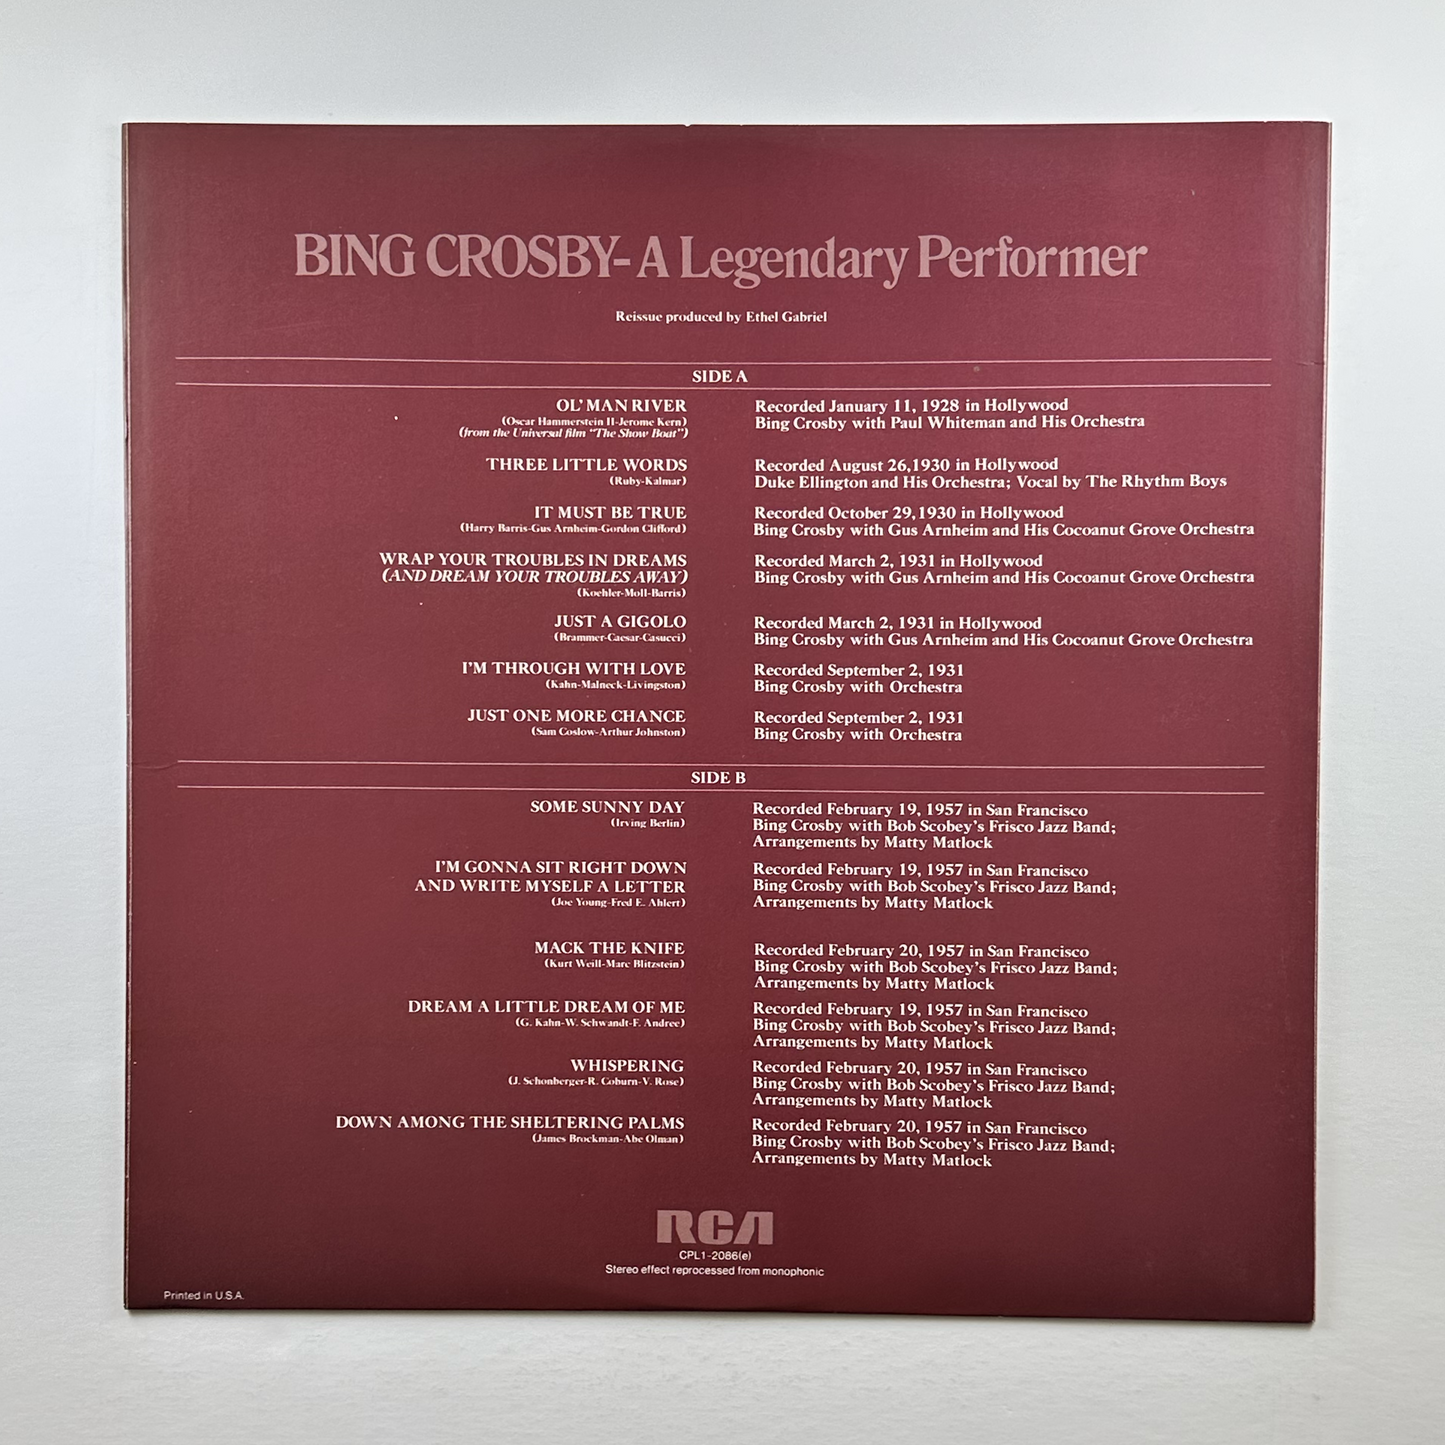 BING CROSBY-A Legendary Performer
Reissue produced by Ethel Gabriel
SIDE A
OL' MAN RIVER
(Oscar Hammerstein II-Jerome Kern)
(from the Universal film "The Show Boat")
Recorded January 11, 1928 in Hollywood
Bing Crosby with Paul Whiteman and His Orchestra
THREE LITTLE WORDS
(Ruby-Kalmar)
Recorded August 26,1930 in Hollywood
Duke Ellington and His Orchestra; Vocal by The Rhythm Boys
IT MUST BE TRUE
(Harry Barris-Gus Arnheim-Gordon Clifford)
Recorded October 29,1930 in Hollywood
Bing Crosby with Gus Arnheim and His Cocoanut Grove Orchestra
WRAP YOUR TROUBLES IN DREAMS
(AND DREAM YOUR TROUBLES AWAY)
(Koehler-Moll-Barris)
Recorded March 2, 1931 in Hollywood
Bing Crosby with Gus Arnheim and His Cocoanut Grove Orchestra
JUST A GIGOLO
(Brammer-Caesar-Casucci)
Recorded March 2, 1931 in Hollywood
Bing Crosby with Gus Arnheim and His Cocoanut Grove Orchestra
I'M THROUGH WITH LOVE
(Kahn-Malneck-Livingston)
Recorded September 2, 1931
Bing Crosby with Orchestra
JUST ONE MORE CHANCE
(Sam Coslow-Arthur Johnston)
Recorded September 2, 1931
Bing Crosby with Orchestra
SIDE B
SOME SUNNY DAY
(Irving Berlin)
Recorded February 19, 1957 in San Francisco
Bing Crosby with Bob Scobey's Frisco Jazz Band;
Arrangements by Matty Matlock
I'M GONNA SIT RIGHT DOWN
AND WRITE MYSELF A LETTER
(Joe Young-Fred E. Ahlert)
Recorded February 19, 1957 in San Francisco
Bing Crosby with Bob Scobey's Frisco Jazz Band;
Arrangements by Matty Matlock
MACK THE KNIFE
(Kurt Weill-Marc Blitzstein)
Recorded February 20, 1957 in San Francisco
Bing Crosby with Bob Scobey's Frisco Jazz Band;
Arrangements by Matty Matlock
DREAM A LITTLE DREAM OF ME
(G. Kahn-W. Schwandt-F. Andree)
Recorded February 19, 1957 in San Francisco
Bing Crosby with Bob Scobey's Frisco Jazz Band;
Arrangements by Matty Matlock
WHISPERING
(J. Schonberger-R. Coburn-V. Rose)
Recorded February 20, 1957 in San Francisco
Bing Crosby with Bob Scobey's Frisco Jazz Band;
Arrangements by Matty Matlock
DOWN AMONG THE SHELTERING PALMS
(James Brockman-Abe Olman)
Recorded February 20, 1957 in San Francisco
Bing Crosby with Bob Scobey's Frisco Jazz Band;
Arrangements by Matty Matlock
RCA
CPL1-2086(e)
Stereo effect reprocessed from monophonic
Printed in U.S.A.